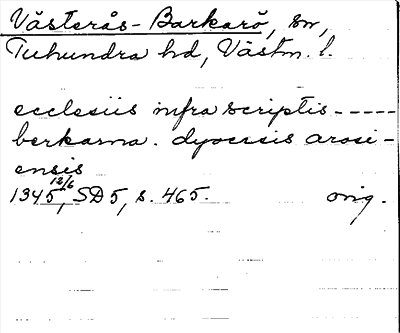 Västerås-Barkarö, sn,
Tuhundra hd, Västm. l.
ecclesiis infra scriptis -----
berkarna. dyocesis arosi-
ensis
1345 12/6, SD 5, s. 465. orig.